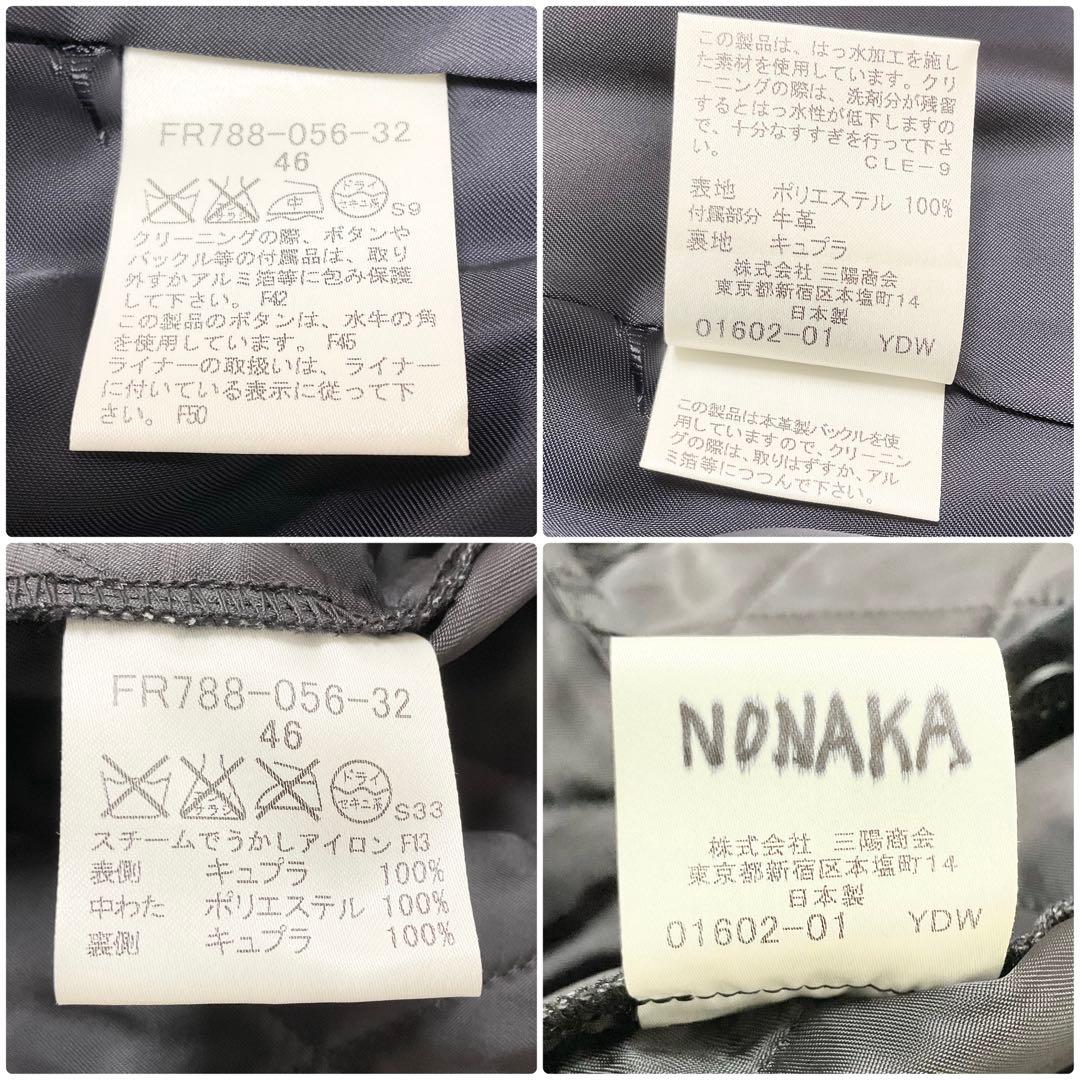 FR788-056-32
46
ドライ
エンソ
サラシ
中
セキユ系
S9
クリーニングの際、ボタンや
バックル等の付属品は、取り
外すかアルミ箔等に包み保護
して下さい。F42
この製品のボタンは、水牛の角
を使用しています。F45
ライナーの取扱いは、ライナー
に付いている表示に従って下
さい。F50
この製品は、はっ水加工を施し
た素材を使用しています。クリ
ーニングの際は、洗剤分が残留
するとはっ水性が低下しますの
で、十分なすすぎを行って下さ
い。 CLE-9
表地 ポリエステル 100%
付属部分 牛革
裏地 キュプラ
株式会社 三陽商会
東京都新宿区本塩町14
日本製
01602-01 YDW
この製品は本革製バックルを使
用していますので、クリーニン
グの際は、取りはずすか、アル
ミ箔等につつんで下さい。
FR788-056-32
46
エンソ
サラシ
ドライ
セキユ系
S33
スチームでうかしアイロン F13
表側 キュプラ 100%
中わた ポリエステル 100%
裏側 キュプラ 100%
NONAKA
株式会社 三陽商会
東京都新宿区本塩町14
日本製
01602-01 YDW